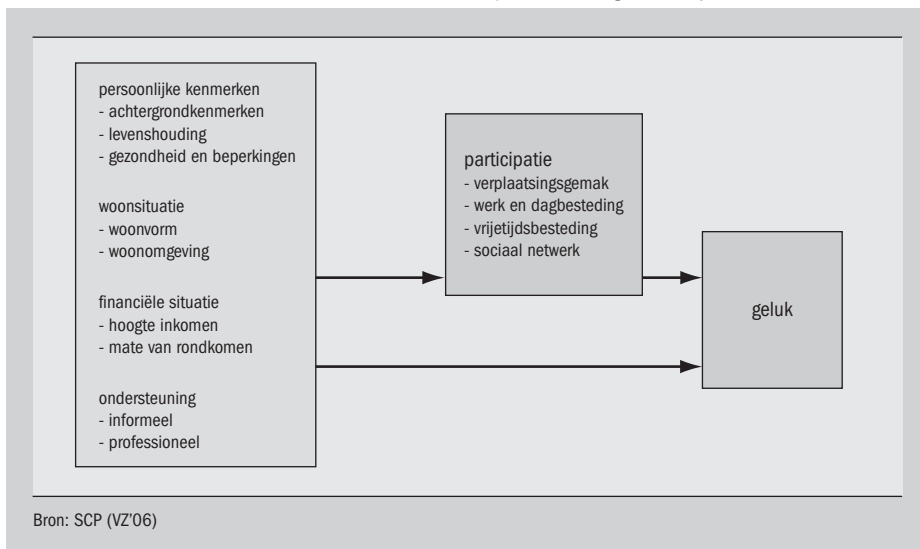 persoonlijke kenmerken
- achtergrondkenmerken
- levenshouding
- gezondheid en beperkingen
woonsituatie
- woonvorm
- woonomgeving
financiële situatie
- hoogte inkomen
- mate van rondkomen
ondersteuning
- informeel
- professioneel
participatie
- verplaatsingsgemak
- werk en dagbesteding
- vrijetijdsbesteding
- sociaal netwerk
geluk
Bron: SCP (VZ'06)